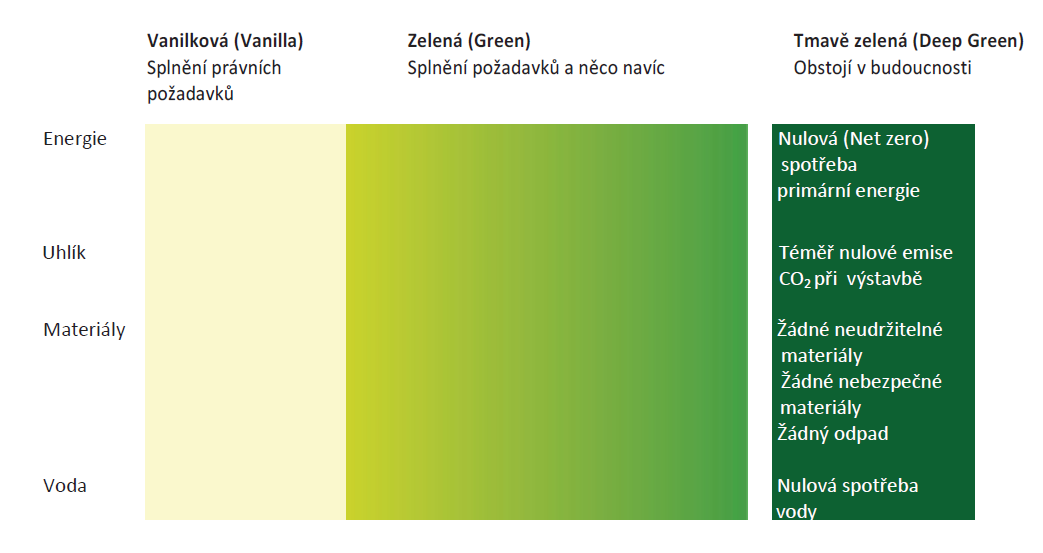 Vanilková (Vanilla)
Splnění právních
požadavků
Zelená (Green)
Splnění požadavků a něco navíc
Tmavě zelená (Deep Green)
Obstojí v budoucnosti
Energie
Nulová (Net zero)
spotřeba
primární energie
Uhlík
Téměř nulové emise
CO₂ při výstavbě
Materiály
Žádné neudržitelné
materiály
Žádné nebezpečné
materiály
Žádný odpad
Voda
Nulová spotřeba
vody